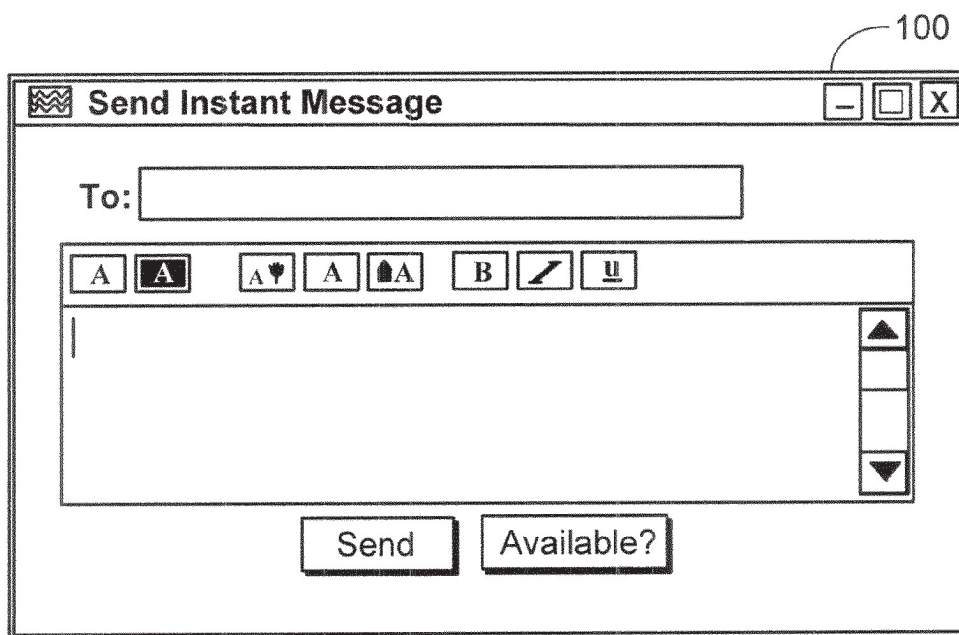 100
Send Instant Message X
To:
A A A A A B I u
Send Available?